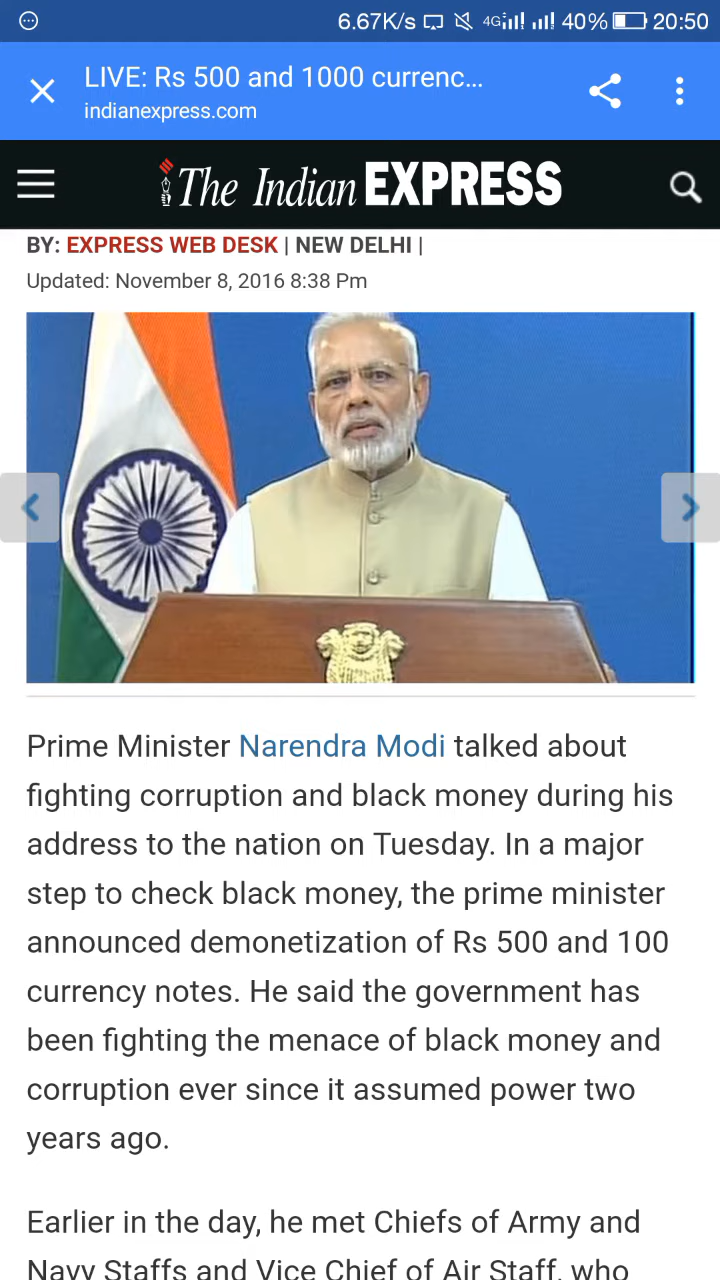 6.67K/s 4G 40% 20:50
LIVE: Rs 500 and 1000 currenc...
indianexpress.com
The Indian EXPRESS
BY: EXPRESS WEB DESK | NEW DELHI |
Updated: November 8, 2016 8:38 Pm
Prime Minister Narendra Modi talked about
fighting corruption and black money during his
address to the nation on Tuesday. In a major
step to check black money, the prime minister
announced demonetization of Rs 500 and 100
currency notes. He said the government has
been fighting the menace of black money and
corruption ever since it assumed power two
years ago.
Earlier in the day, he met Chiefs of Army and
Navy Staffs and Vice Chief of Air Staff, who